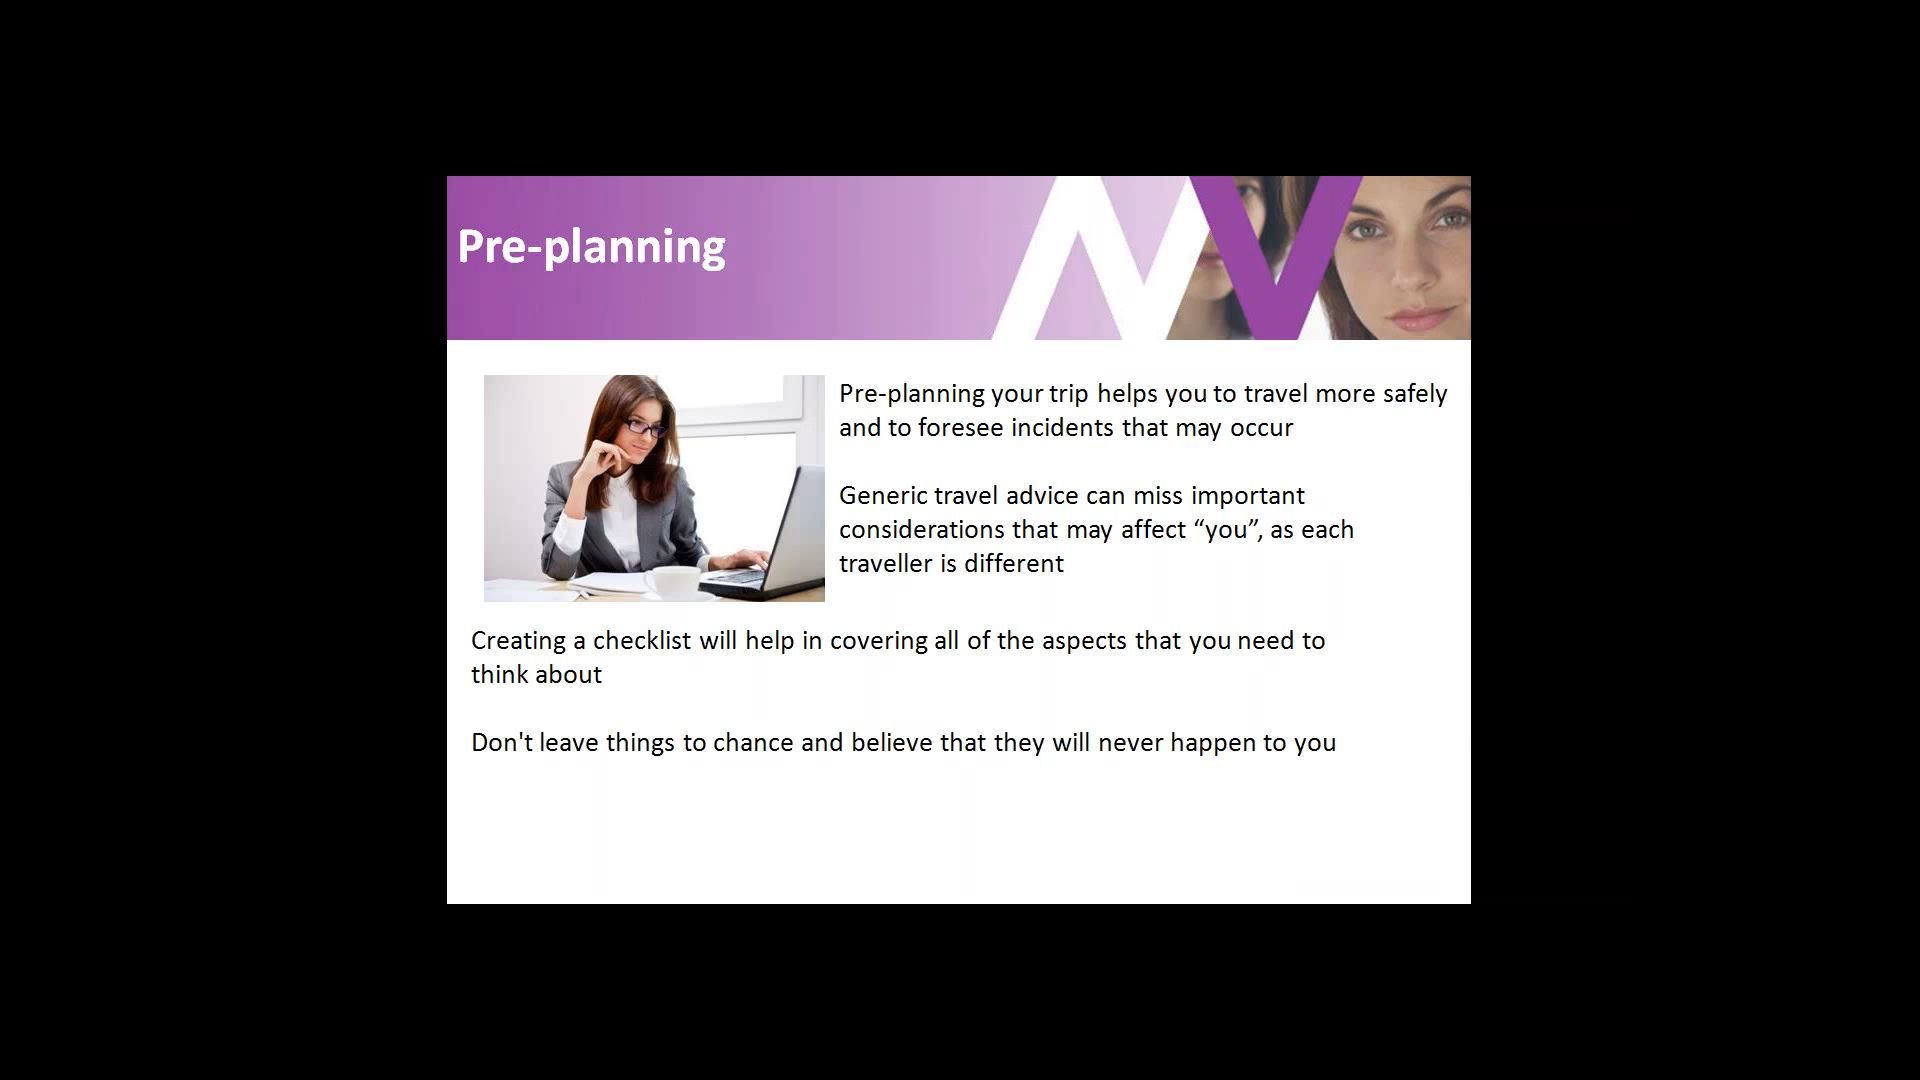 Pre-planning
Pre-planning your trip helps you to travel more safely
and to foresee incidents that may occur
Generic travel advice can miss important
considerations that may affect “you”, as each
traveller is different
Creating a checklist will help in covering all of the aspects that you need to
think about
Don't leave things to chance and believe that they will never happen to you